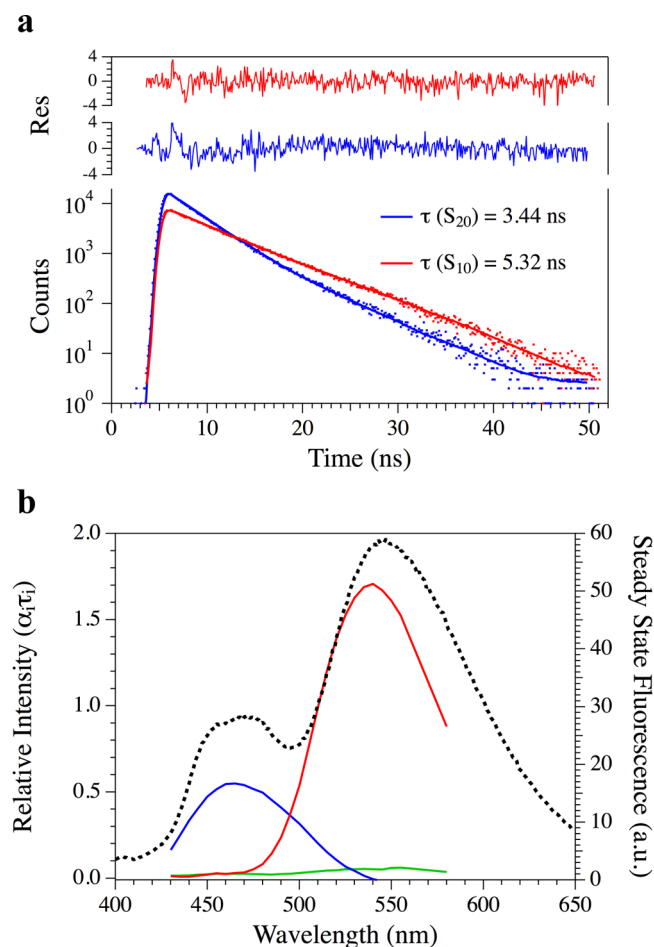 a
4
0
-4
4
0
-4
Res
10^4
10^3
10^2
10^1
10^0
Counts
τ (S₂₀) = 3.44 ns
τ (S₁₀) = 5.32 ns
0 10 20 30 40 50
Time (ns)
b
2.0
1.5
1.0
0.5
0.0
Relative Intensity (αᵢτᵢ)
60
50
40
30
20
10
0
Steady State Fluorescence (a.u.)
400 450 500 550 600 650
Wavelength (nm)